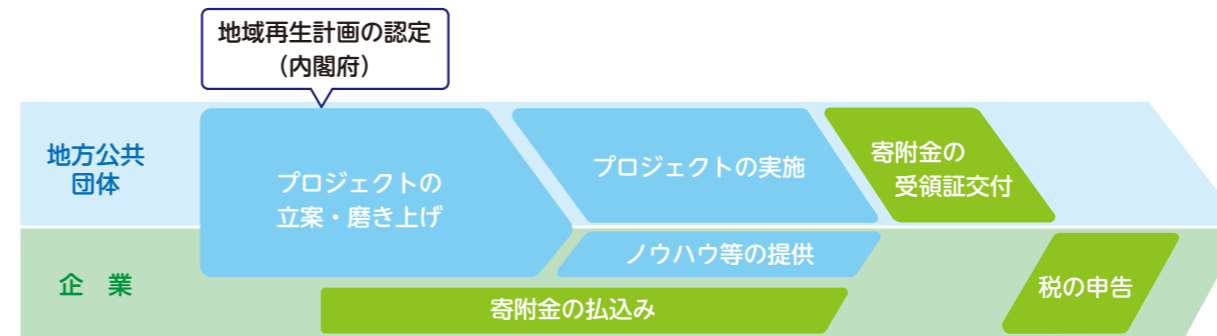 地域再生計画の認定
（内閣府）
地方公共
団体
プロジェクトの
立案・磨き上げ
プロジェクトの実施
寄附金の
受領証交付
企　業
ノウハウ等の提供
寄附金の払込み
税の申告